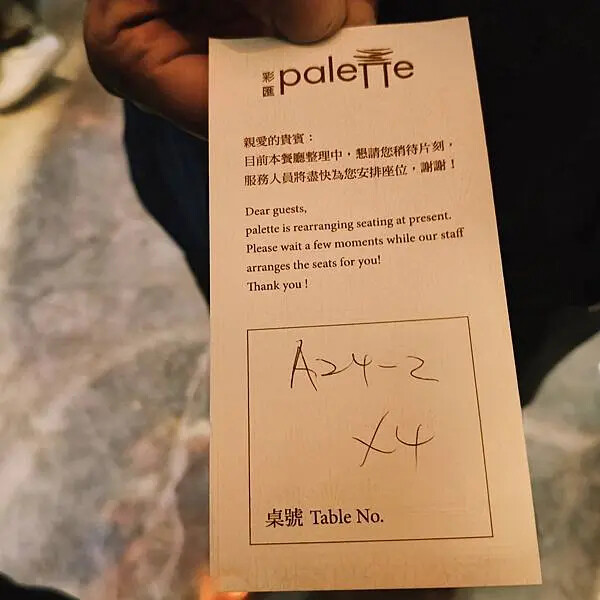 彩匯 palette
親愛的貴賓：
目前本餐廳整理中，懇請您稍待片刻，
服務人員將盡快為您安排座位，謝謝！
Dear guests,
palette is rearranging seating at present.
Please wait a few moments while our staff
arranges the seats for you!
Thank you !
A24-2
X4
桌號 Table No.